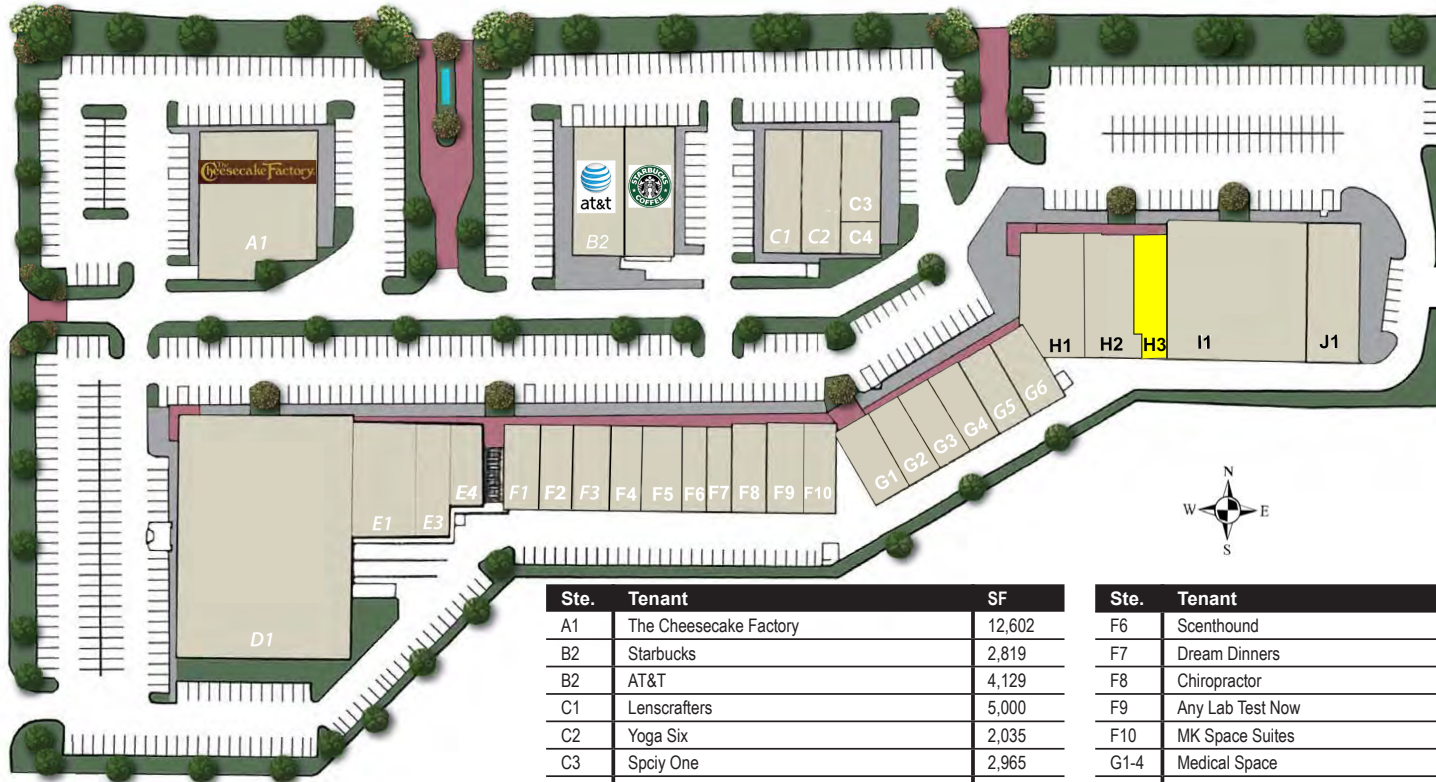 The Cheesecake Factory.
A1
at&t
B2
STARBUCKS COFFEE
C1
C2
C3
C4
H1
H2
H3
I1
J1
G1
G2
G3
G4
G5
G6
D1
E1
E3
E4
F1
F2
F3
F4
F5
F6
F7
F8
F9
F10
N
W E
S
Ste. Tenant SF
A1 The Cheesecake Factory 12,602
B2 Starbucks 2,819
B2 AT&T 4,129
C1 Lenscrafters 5,000
C2 Yoga Six 2,035
C3 Spciy One 2,965
Ste. Tenant
F6 Scenthound
F7 Dream Dinners
F8 Chiropractor
F9 Any Lab Test Now
F10 MK Space Suites
G1-4 Medical Space